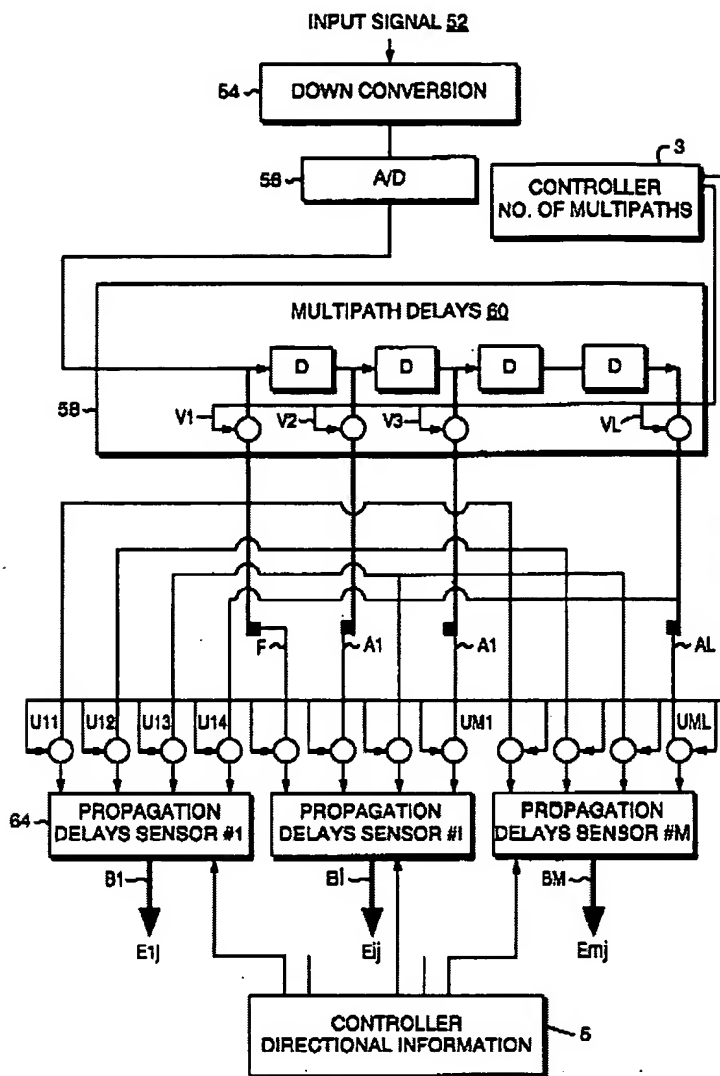 INPUT SIGNAL 52
54
DOWN CONVERSION
56
A/D
3
CONTROLLER
NO. OF MULTIPATHS
MULTIPATH DELAYS 60
D D D D
58
V1 V2 V3 VL
F A1 A1 AL
U11 U12 U13 U14 UM1 UML
64
PROPAGATION
DELAYS SENSOR #1
PROPAGATION
DELAYS SENSOR #I
PROPAGATION
DELAYS SENSOR #M
B1 Bi BM
E1j Eij Emj
CONTROLLER
DIRECTIONAL INFORMATION
5